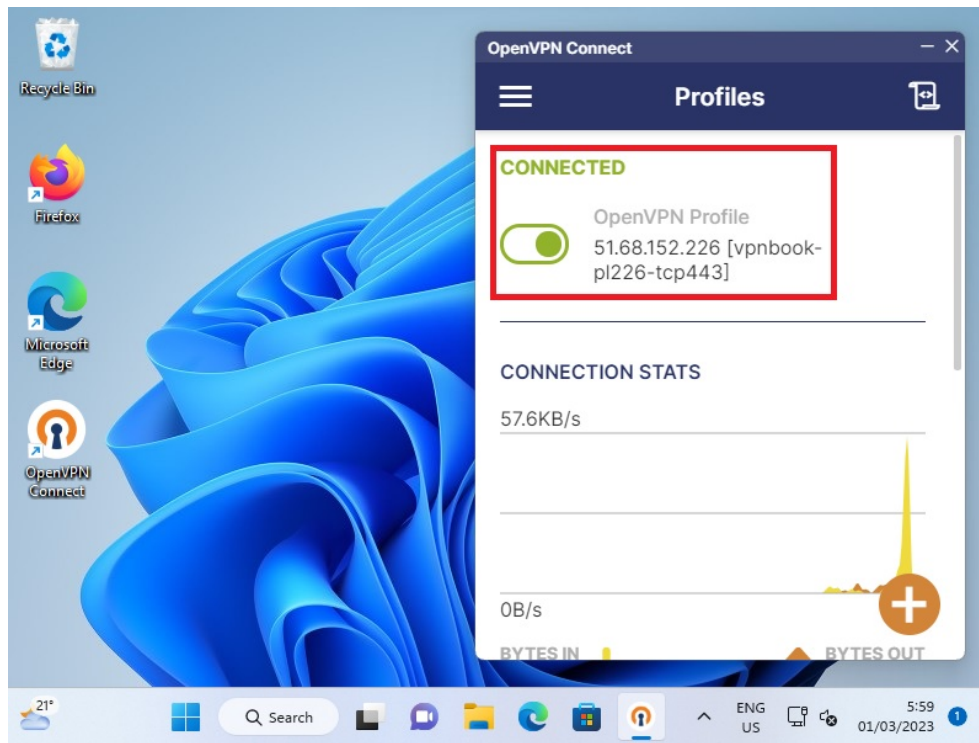 Recycle Bin
Firefox
Microsoft
Edge
OpenVPN
Connect
OpenVPN Connect
Profiles
CONNECTED
OpenVPN Profile
51.68.152.226 [vpnbook-
pl226-tcp443]
CONNECTION STATS
57.6KB/s
0B/s
BYTES IN
BYTES OUT
21°
Search
ENG
US
5:59
01/03/2023
1